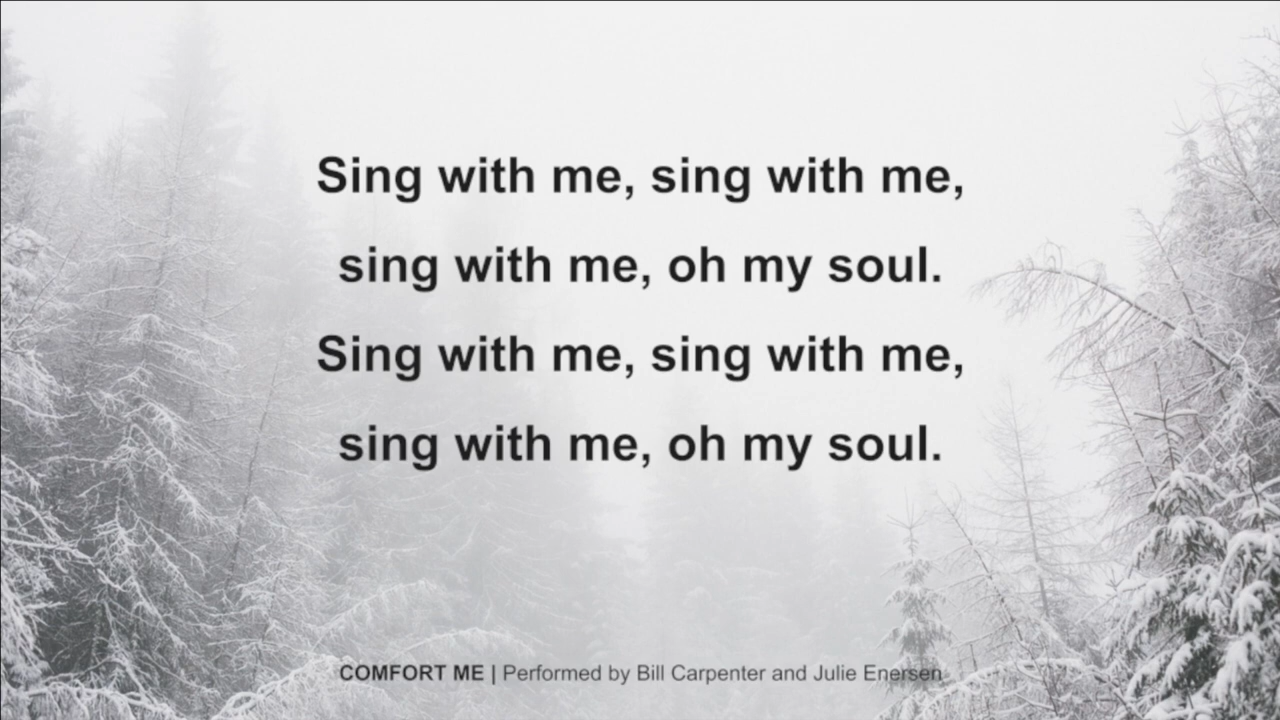 Sing with me, sing with me,
sing with me, oh my soul.
Sing with me, sing with me,
sing with me, oh my soul.
COMFORT ME | Performed by Bill Carpenter and Julie Enersen